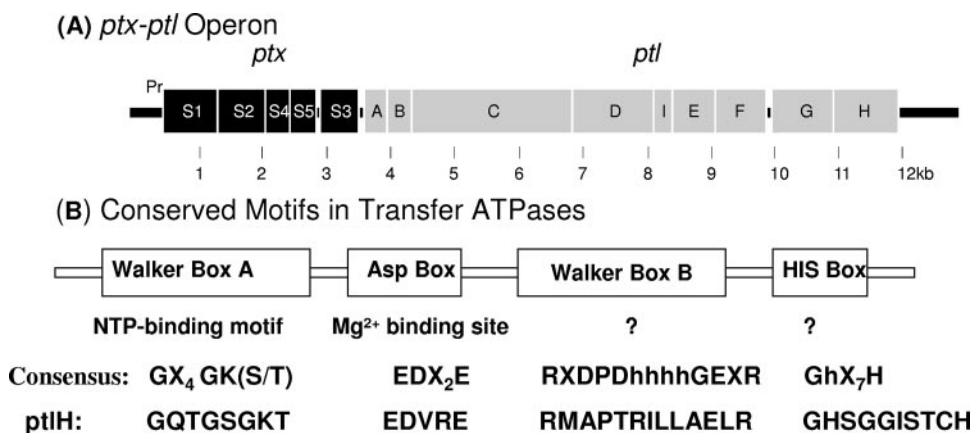 (A) ptx-ptl Operon
ptx ptl
Pr
S1 S2 S4 S5 S3 A B C D I E F G H
1 2 3 4 5 6 7 8 9 10 11 12kb
(B) Conserved Motifs in Transfer ATPases
Walker Box A Asp Box Walker Box B HIS Box
NTP-binding motif Mg²⁺ binding site ? ?
Consensus: GX₄ GK(S/T) EDX₂E RXDPDhhhhGEXR GhX₇H
ptlH: GQTGSGKT EDVRE RMAPTRILLAELR GHSGGISTCH